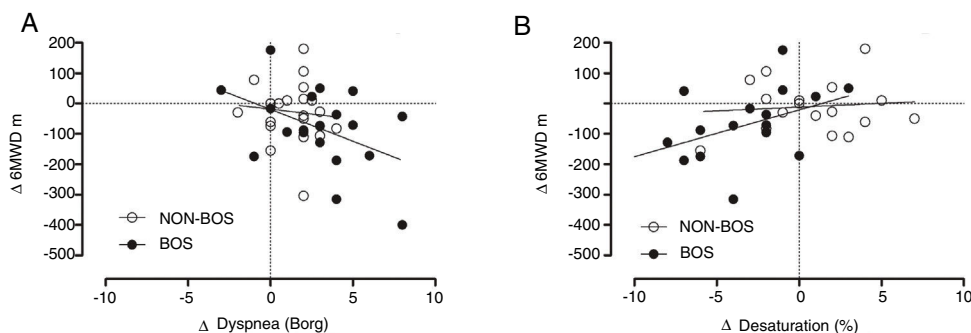 A
200
100
0
-100
-200
-300
-400
-500
Δ 6MWD m
NON-BOS
BOS
-10 -5 0 5 10
Δ Dyspnea (Borg)
B
200
100
0
-100
-200
-300
-400
-500
Δ 6MWD m
NON-BOS
BOS
-10 -5 0 5 10
Δ Desaturation (%)